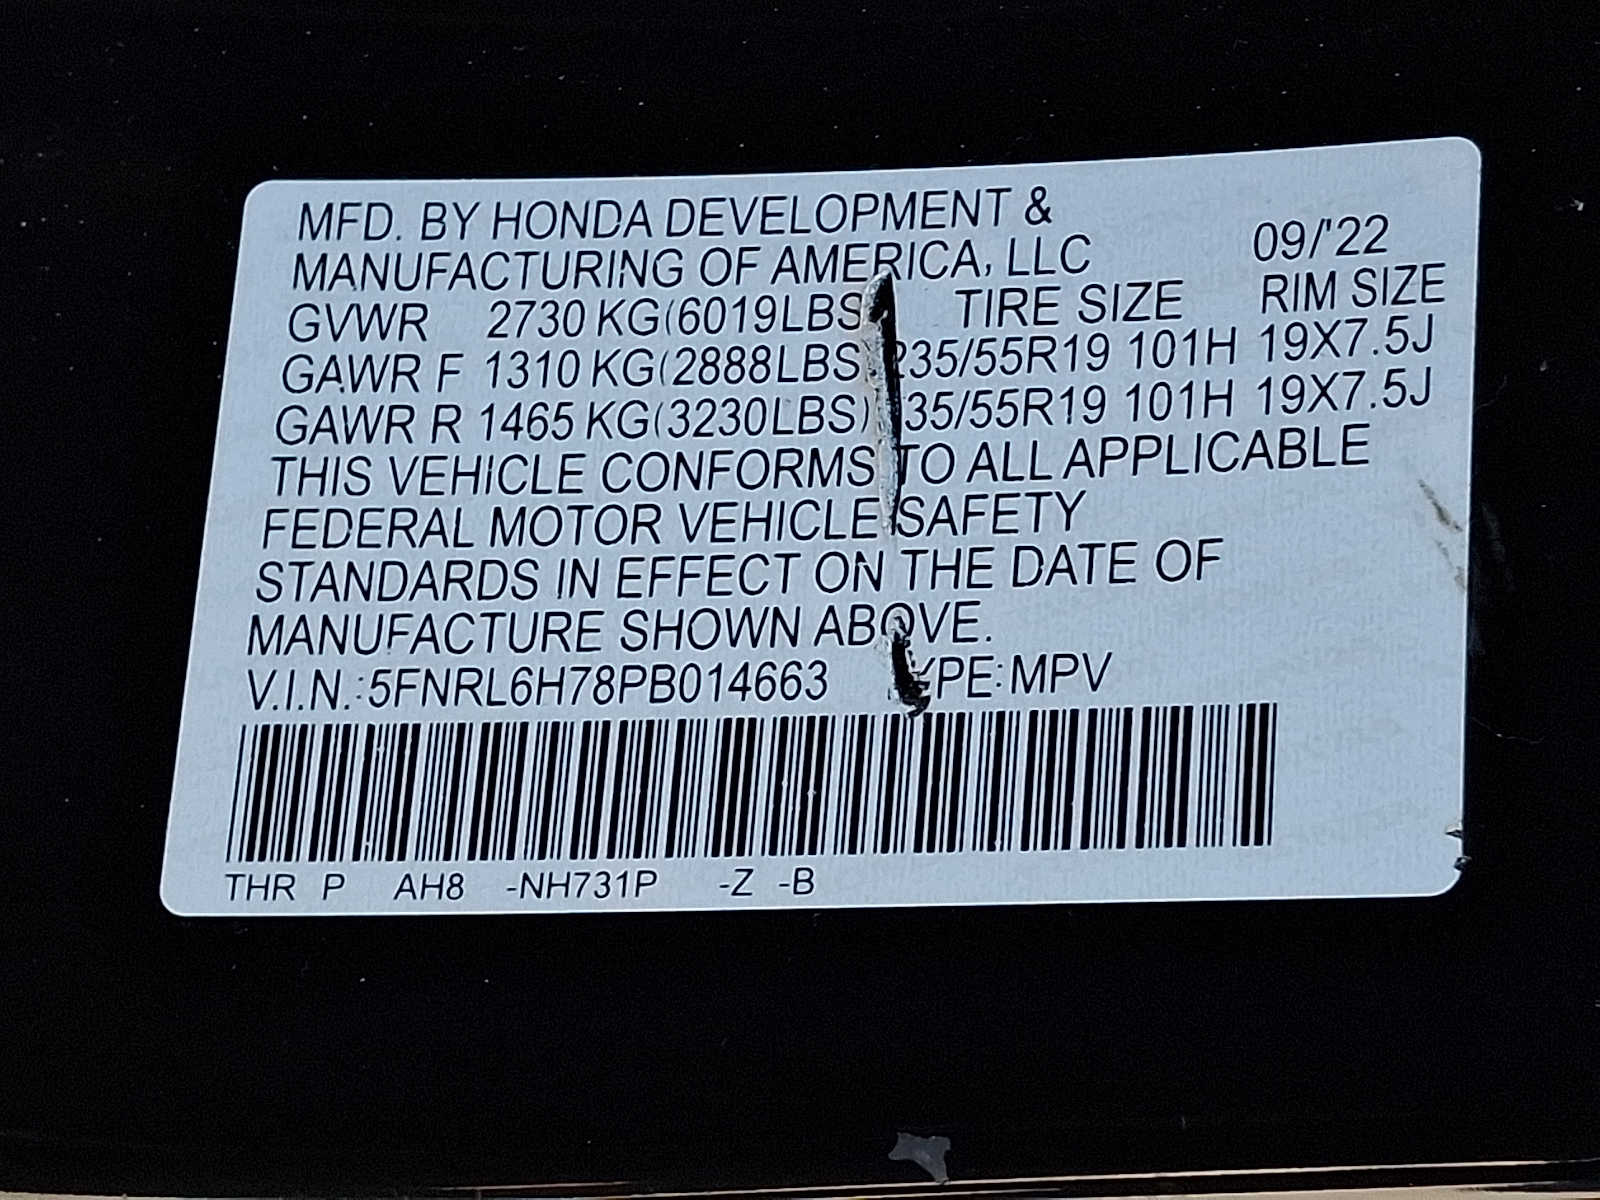 MFD. BY HONDA DEVELOPMENT &
MANUFACTURING OF AMERICA, LLC 09/'22
GVWR 2730 KG(6019LBS TIRE SIZE RIM SIZE
GAWR F 1310 KG(2888LBS 235/55R19 101H 19X7.5J
GAWR R 1465 KG(3230LBS) 35/55R19 101H 19X7.5J
THIS VEHICLE CONFORMS TO ALL APPLICABLE
FEDERAL MOTOR VEHICLE SAFETY
STANDARDS IN EFFECT ON THE DATE OF
MANUFACTURE SHOWN ABOVE.
V.I.N.:5FNRL6H78PB014663 YPE:MPV
THR P AH8 -NH731P -Z -B